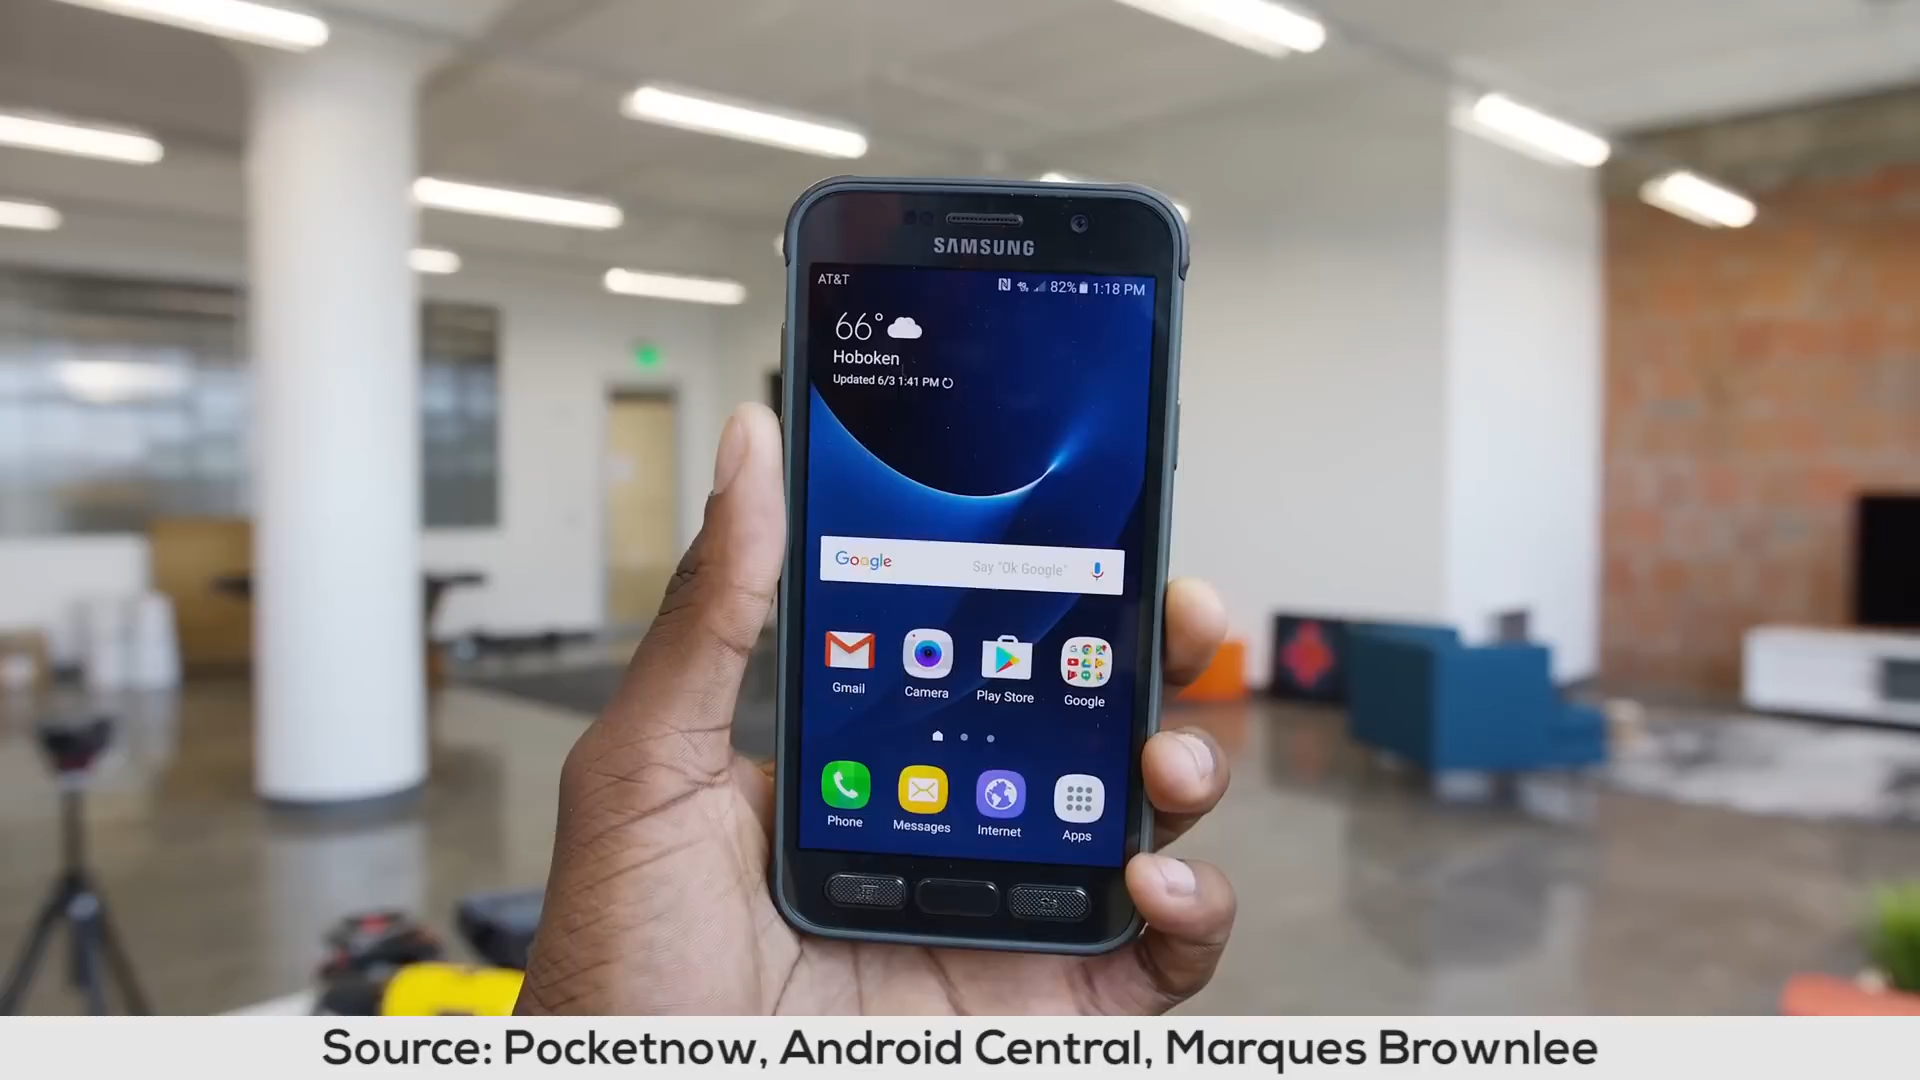 SAMSUNG
AT&T
82% 1:18 PM
66°
Hoboken
Updated 6/3 1:41 PM
Google Say "Ok Google"
Gmail Camera Play Store Google
Phone Messages Internet Apps
Source: Pocketnow, Android Central, Marques Brownlee